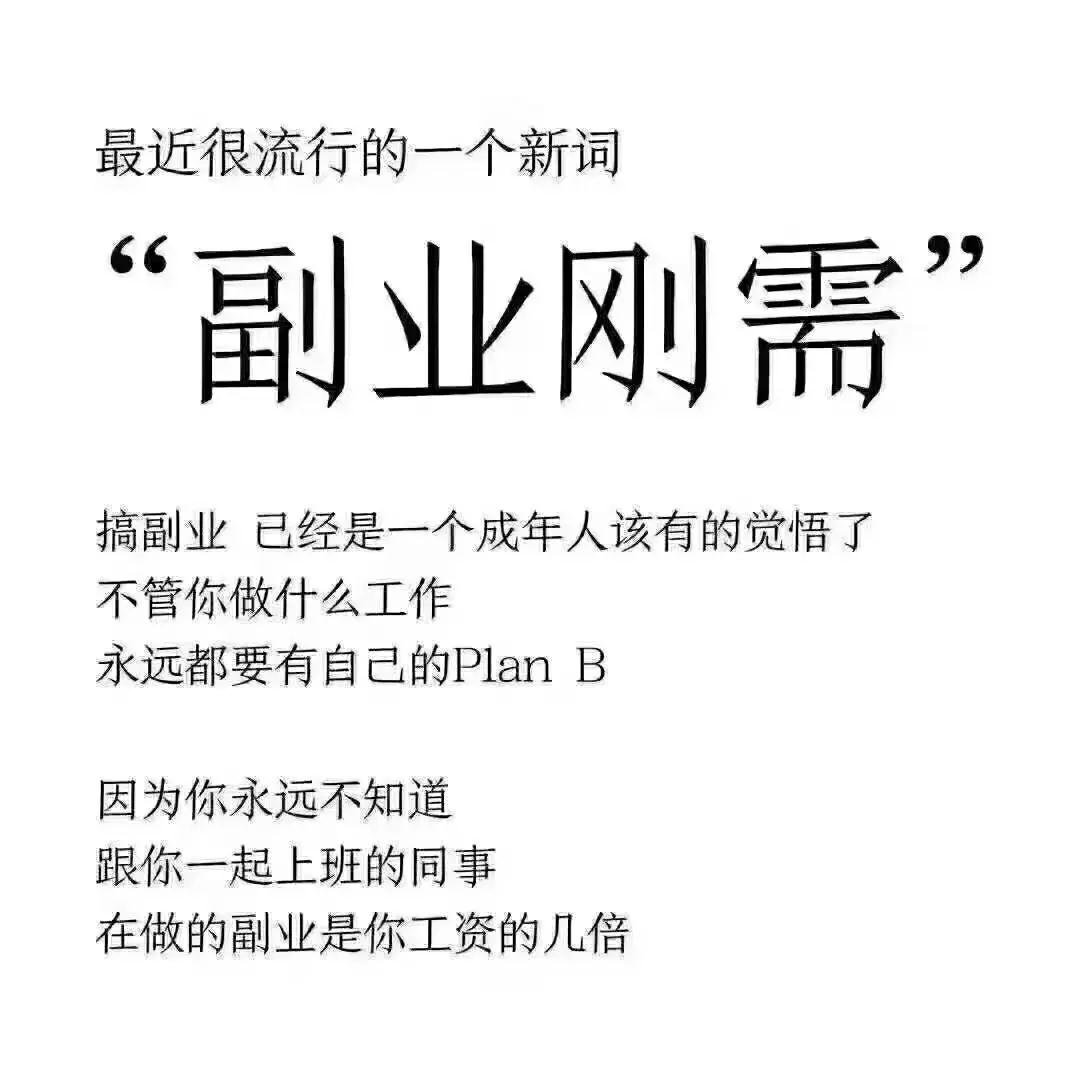 最近很流行的一个新词
“副业刚需”
搞副业 已经是一个成年人该有的觉悟了
不管你做什么工作
永远都要有自己的Plan B
因为你永远不知道
跟你一起上班的同事
在做的副业是你工资的几倍